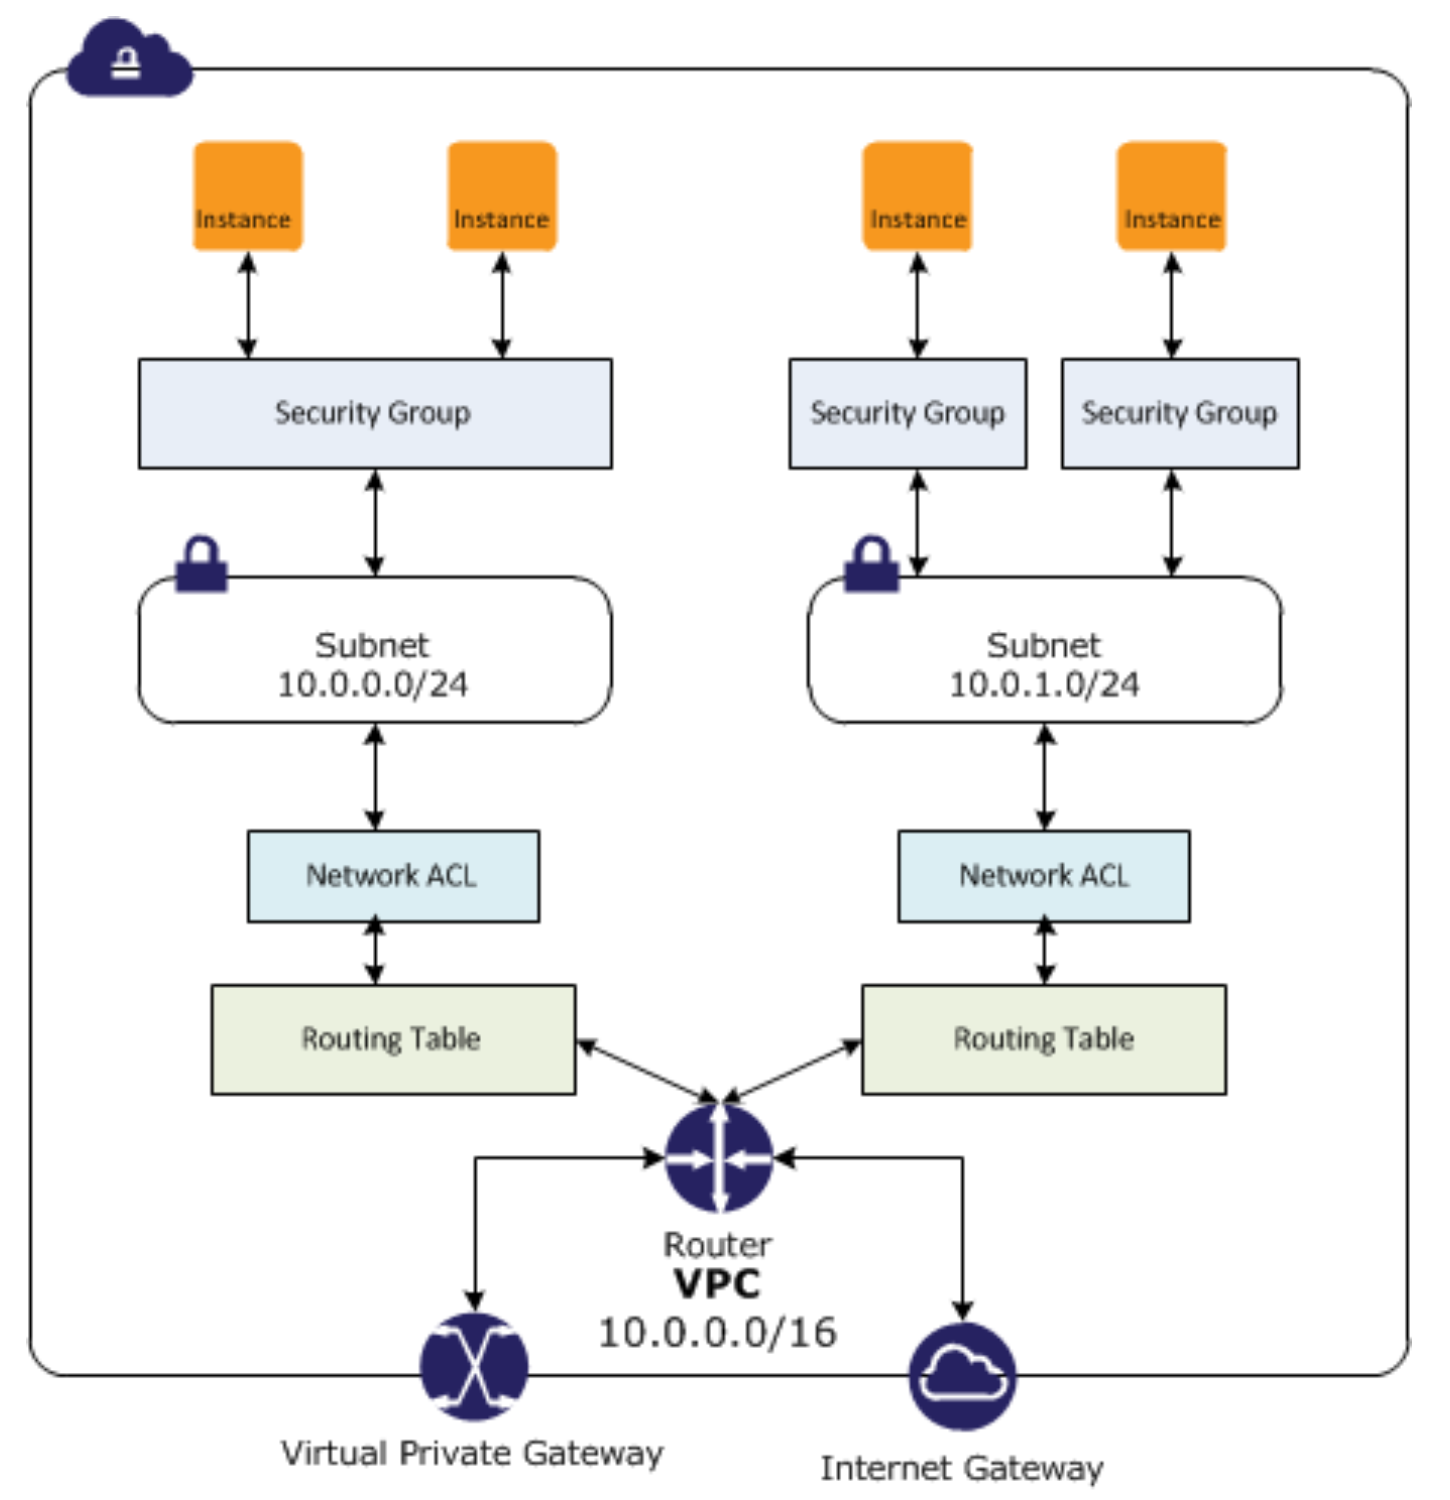 Instance
Instance
Instance
Instance
Security Group
Security Group
Security Group
Subnet
10.0.0.0/24
Subnet
10.0.1.0/24
Network ACL
Network ACL
Routing Table
Routing Table
Router
VPC
10.0.0.0/16
Virtual Private Gateway
Internet Gateway